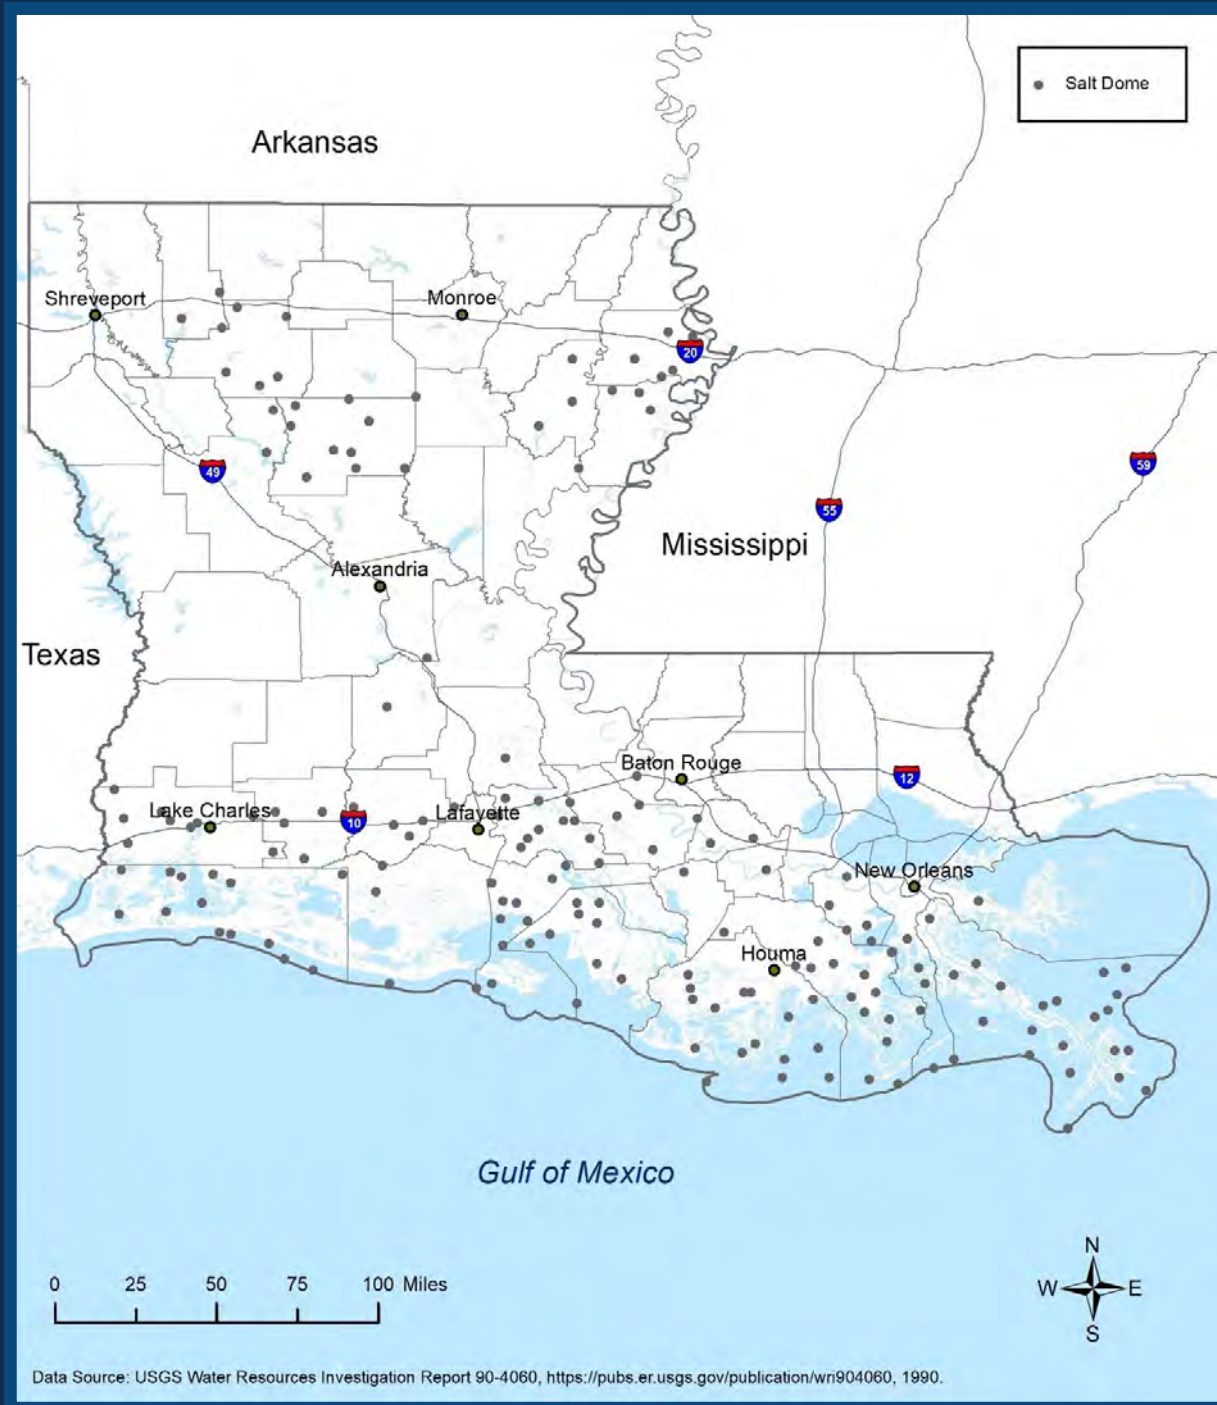 Salt Dome
Arkansas
Shreveport
Monroe
20
49
59
55
Mississippi
Alexandria
Texas
Baton Rouge
12
Lake Charles
10
Lafayette
New Orleans
Houma
Gulf of Mexico
N
W E
S
0 25 50 75 100 Miles
Data Source: USGS Water Resources Investigation Report 90-4060, https://pubs.er.usgs.gov/publication/wri904060, 1990.